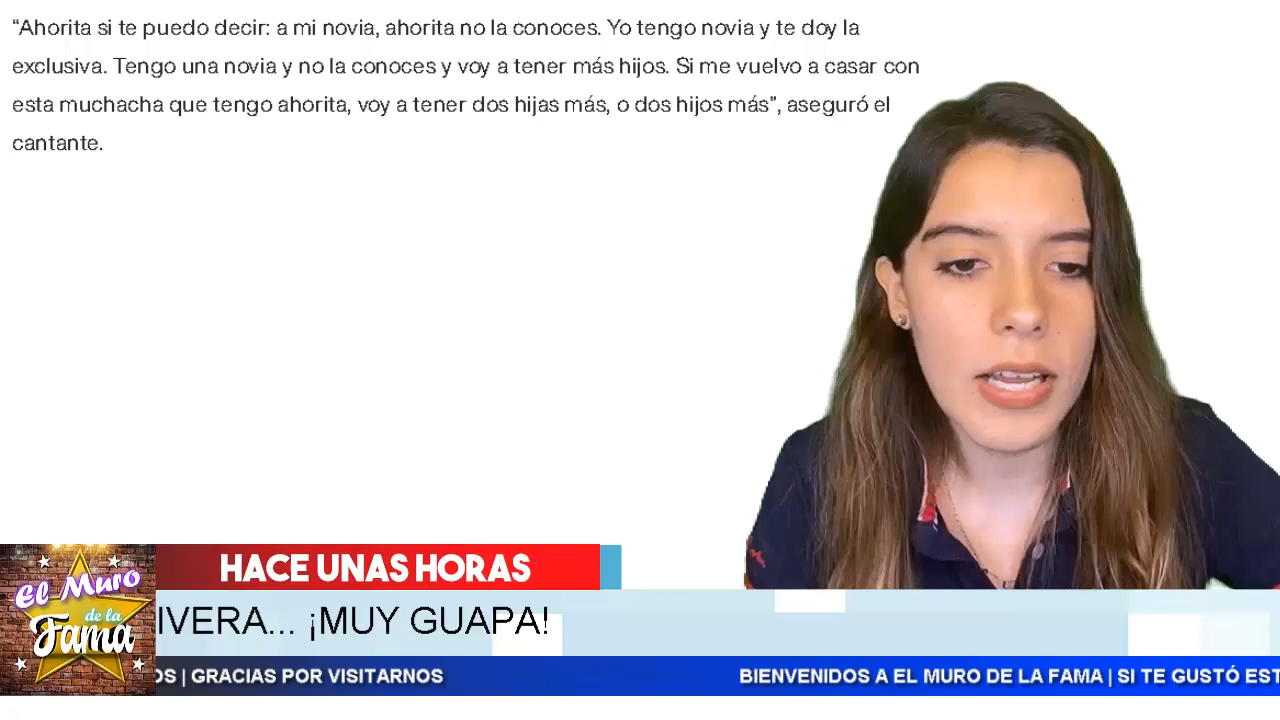 “Ahorita si te puedo decir: a mi novia, ahorita no la conoces. Yo tengo novia y te doy la
exclusiva. Tengo una novia y no la conoces y voy a tener más hijos. Si me vuelvo a casar con
esta muchacha que tengo ahorita, voy a tener dos hijas más, o dos hijos más”, aseguró el
cantante.
HACE UNAS HORAS
El Muro
de la
Fama
IVERA... ¡MUY GUAPA!
OS | GRACIAS POR VISITARNOS
BIENVENIDOS A EL MURO DE LA FAMA | SI TE GUSTÓ EST